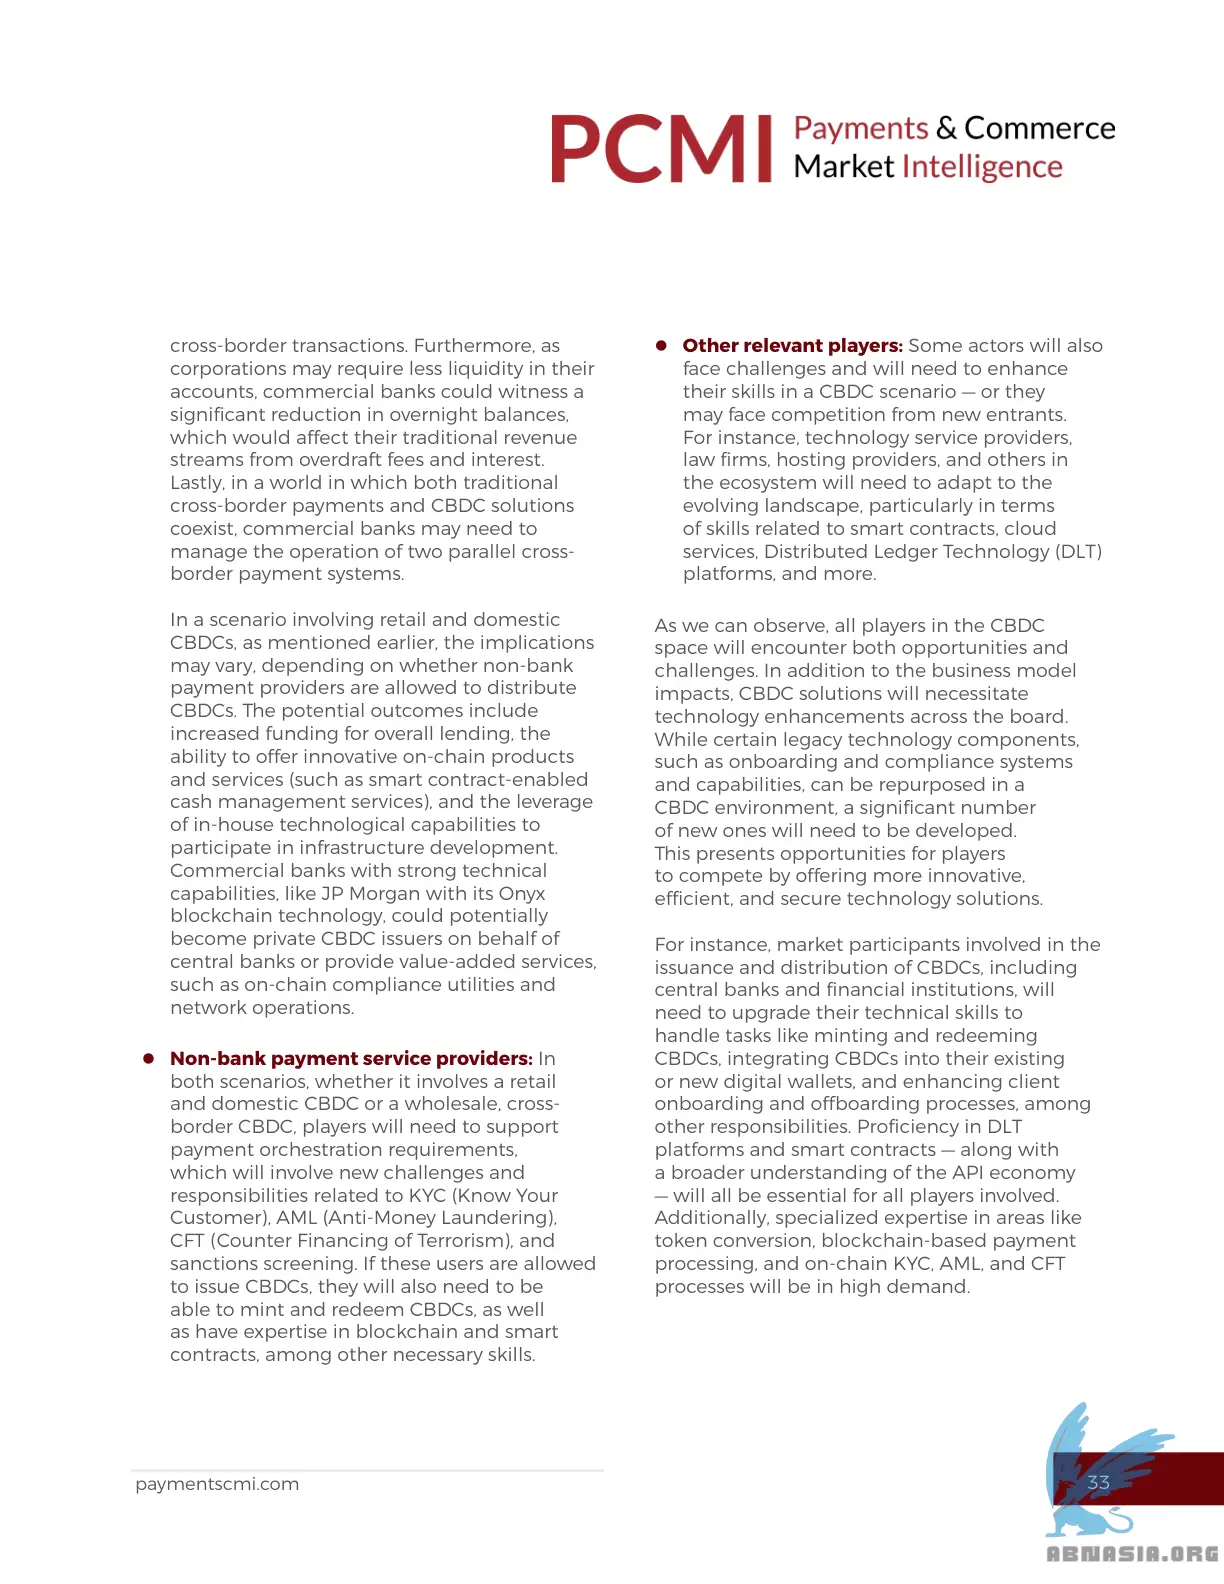 PCMI
Payments & Commerce
Market Intelligence
cross-border transactions. Furthermore, as
corporations may require less liquidity in their
accounts, commercial banks could witness a
significant reduction in overnight balances,
which would affect their traditional revenue
streams from overdraft fees and interest.
Lastly, in a world in which both traditional
cross-border payments and CBDC solutions
coexist, commercial banks may need to
manage the operation of two parallel cross-
border payment systems.
In a scenario involving retail and domestic
CBDCs, as mentioned earlier, the implications
may vary, depending on whether non-bank
payment providers are allowed to distribute
CBDCs. The potential outcomes include
increased funding for overall lending, the
ability to offer innovative on-chain products
and services (such as smart contract-enabled
cash management services), and the leverage
of in-house technological capabilities to
participate in infrastructure development.
Commercial banks with strong technical
capabilities, like JP Morgan with its Onyx
blockchain technology, could potentially
become private CBDC issuers on behalf of
central banks or provide value-added services,
such as on-chain compliance utilities and
network operations.
● Non-bank payment service providers: In
both scenarios, whether it involves a retail
and domestic CBDC or a wholesale, cross-
border CBDC, players will need to support
payment orchestration requirements,
which will involve new challenges and
responsibilities related to KYC (Know Your
Customer), AML (Anti-Money Laundering),
CFT (Counter Financing of Terrorism), and
sanctions screening. If these users are allowed
to issue CBDCs, they will also need to be
able to mint and redeem CBDCs, as well
as have expertise in blockchain and smart
contracts, among other necessary skills.
● Other relevant players: Some actors will also
face challenges and will need to enhance
their skills in a CBDC scenario — or they
may face competition from new entrants.
For instance, technology service providers,
law firms, hosting providers, and others in
the ecosystem will need to adapt to the
evolving landscape, particularly in terms
of skills related to smart contracts, cloud
services, Distributed Ledger Technology (DLT)
platforms, and more.
As we can observe, all players in the CBDC
space will encounter both opportunities and
challenges. In addition to the business model
impacts, CBDC solutions will necessitate
technology enhancements across the board.
While certain legacy technology components,
such as onboarding and compliance systems
and capabilities, can be repurposed in a
CBDC environment, a significant number
of new ones will need to be developed.
This presents opportunities for players
to compete by offering more innovative,
efficient, and secure technology solutions.
For instance, market participants involved in the
issuance and distribution of CBDCs, including
central banks and financial institutions, will
need to upgrade their technical skills to
handle tasks like minting and redeeming
CBDCs, integrating CBDCs into their existing
or new digital wallets, and enhancing client
onboarding and offboarding processes, among
other responsibilities. Proficiency in DLT
platforms and smart contracts — along with
a broader understanding of the API economy
— will all be essential for all players involved.
Additionally, specialized expertise in areas like
token conversion, blockchain-based payment
processing, and on-chain KYC, AML, and CFT
processes will be in high demand.
paymentscmi.com
33
ABNASIA.ORG